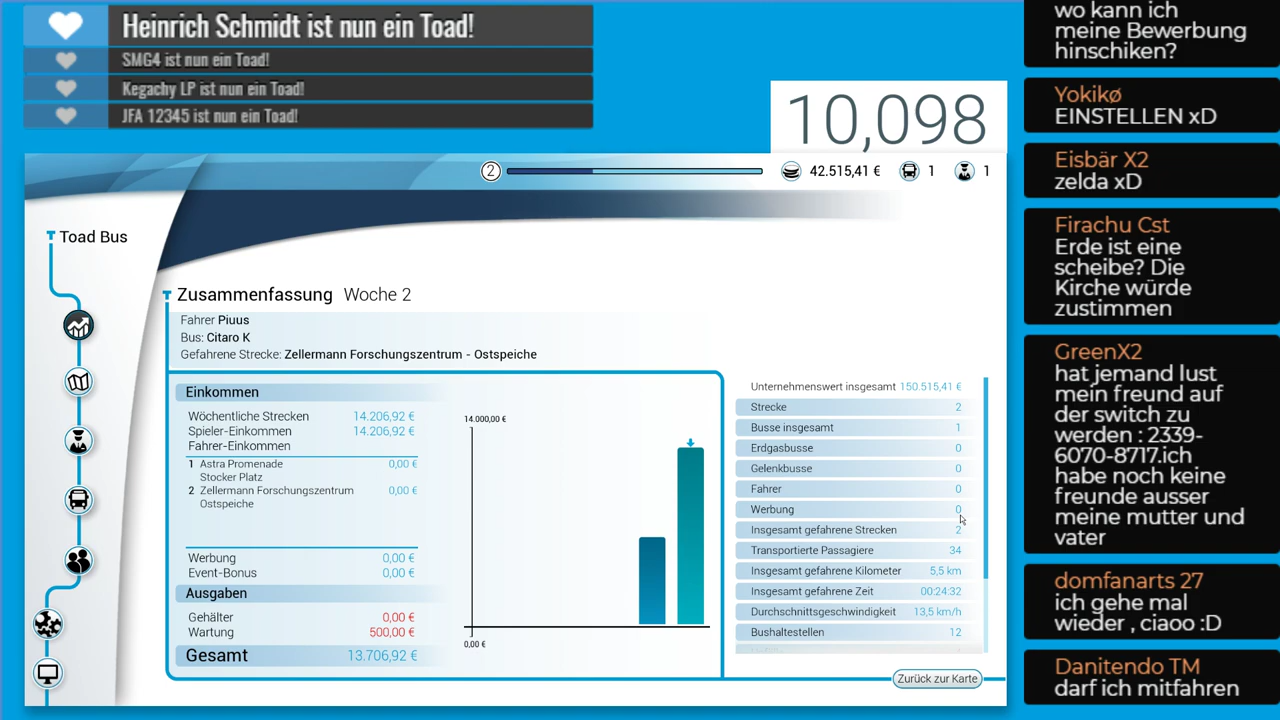 Heinrich Schmidt ist nun ein Toad!
SMG4 ist nun ein Toad!
Kegachy LP ist nun ein Toad!
JFA 12345 ist nun ein Toad!
10,098
2
42.515,41 €
1
1
Toad Bus
Zusammenfassung Woche 2
Fahrer Piuus
Bus: Citaro K
Gefahrene Strecke: Zellermann Forschungszentrum - Ostspeiche
Einkommen
Wöchentliche Strecken 14.206,92 €
Spieler-Einkommen 14.206,92 €
Fahrer-Einkommen
1 Astra Promenade 0,00 €
Stocker Platz
2 Zellermann Forschungszentrum 0,00 €
Ostspeiche
Werbung 0,00 €
Event-Bonus 0,00 €
Ausgaben
Gehälter 0,00 €
Wartung 500,00 €
Gesamt 13.706,92 €
14.000,00 €
0,00 €
Unternehmenswert insgesamt 150.515,41 €
Strecke 2
Busse insgesamt 1
Erdgasbusse 0
Gelenkbusse 0
Fahrer 0
Werbung 0
Insgesamt gefahrene Strecken 2
Transportierte Passagiere 34
Insgesamt gefahrene Kilometer 5,5 km
Insgesamt gefahrene Zeit 00:24:32
Durchschnittsgeschwindigkeit 13,5 km/h
Bushaltestellen 12
Zurück zur Karte
wo kann ich
meine Bewerbung
hinschiken?
Yokikø
EINSTELLEN xD
Eisbär X2
zelda xD
Firachu Cst
Erde ist eine
scheibe? Die
Kirche würde
zustimmen
GreenX2
hat jemand lust
mein freund auf
der switch zu
werden : 2339-
6070-8717.ich
habe noch keine
freunde ausser
meine mutter und
vater
domfanarts 27
ich gehe mal
wieder , ciaoo :D
Danitendo TM
darf ich mitfahren